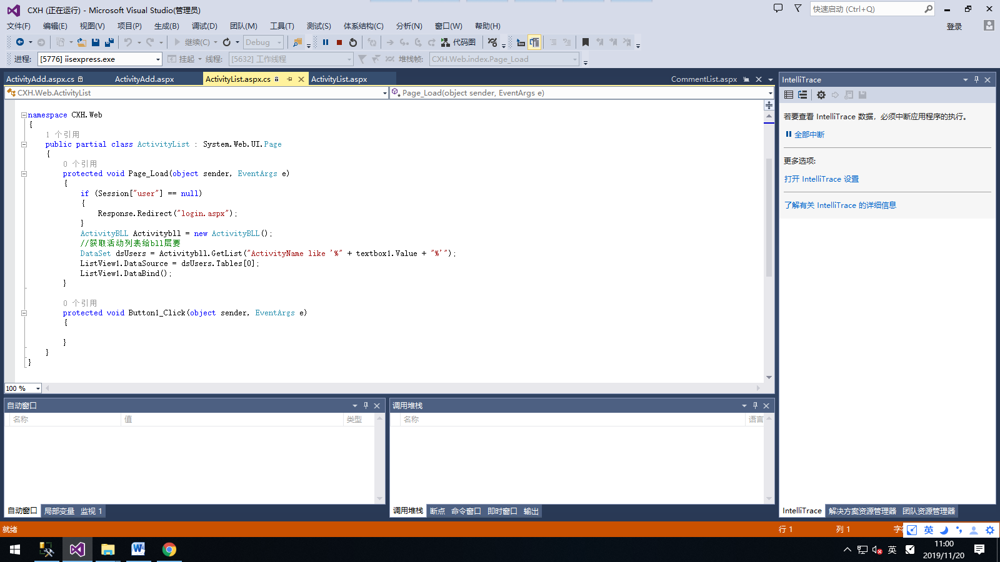 CXH (正在运行) - Microsoft Visual Studio(管理员)
快速启动 (Ctrl+Q)
文件(F) 编辑(E) 视图(V) 项目(P) 生成(B) 调试(D) 团队(M) 工具(T) 测试(S) 体系结构(C) 分析(N) 窗口(W) 帮助(H)
登录
继续(C) Debug 代码图
进程: [5776] iisexpress.exe 挂起 线程: [5632] 工作线程 堆栈帧: CXH.Web.index.Page_Load
ActivityAdd.aspx.cs ActivityAdd.aspx ActivityList.aspx.cs ActivityList.aspx CommentList.aspx
CXH.Web.ActivityList Page_Load(object sender, EventArgs e)
namespace CXH.Web
{
1 个引用
public partial class ActivityList : System.Web.UI.Page
{
0 个引用
protected void Page_Load(object sender, EventArgs e)
{
if (Session["user"] == null)
{
Response.Redirect("login.aspx");
}
ActivityBLL Activitybll = new ActivityBLL();
//获取活动列表给bll层要
DataSet dsUsers = Activitybll.GetList("ActivityName like '%" + textbox1.Value + "%'");
ListView1.DataSource = dsUsers.Tables[0];
ListView1.DataBind();
}
0 个引用
protected void Button1_Click(object sender, EventArgs e)
{
}
}
}
100 %
IntelliTrace
若要查看 IntelliTrace 数据，必须中断应用程序的执行。
全部中断
更多选项:
打开 IntelliTrace 设置
了解有关 IntelliTrace 的详细信息
自动窗口
名称 值 类型
调用堆栈
名称 语言
自动窗口 局部变量 监视 1
调用堆栈 断点 命令窗口 即时窗口 输出
IntelliTrace 解决方案资源管理器 团队资源管理器
就绪 行 1 列 1
英
英
11:00
2019/11/20